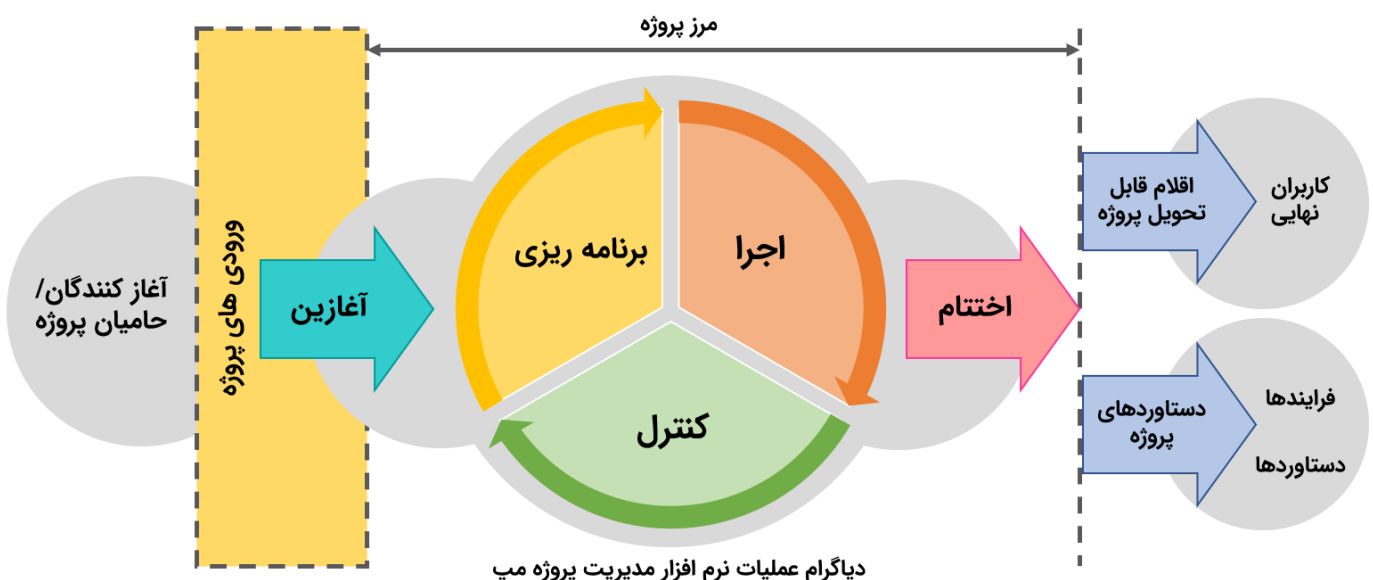 مرز پروژه
آغاز کنندگان/
حامیان پروژه
ورودی های پروژه
آغازین
برنامه ریزی
اجرا
کنترل
اختتام
اقلام قابل
تحویل پروژه
کاربران
نهایی
دستاوردهای
پروژه
فرایندها
دستاوردها
دیاگرام عملیات نرم افزار مدیریت پروژه مپ